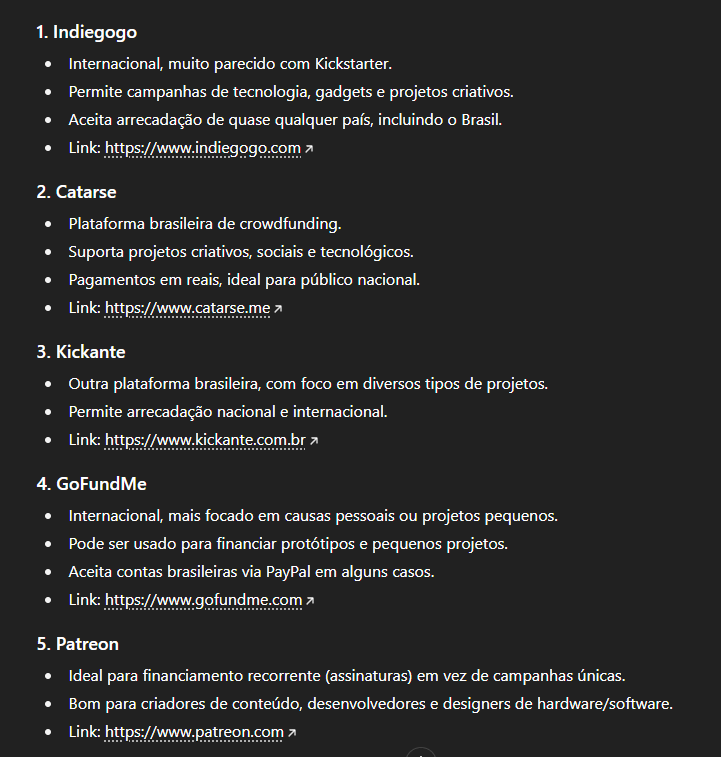 1. Indiegogo
• Internacional, muito parecido com Kickstarter.
• Permite campanhas de tecnologia, gadgets e projetos criativos.
• Aceita arrecadação de quase qualquer país, incluindo o Brasil.
• Link: https://www.indiegogo.com ↗
2. Catarse
• Plataforma brasileira de crowdfunding.
• Suporta projetos criativos, sociais e tecnológicos.
• Pagamentos em reais, ideal para público nacional.
• Link: https://www.catarse.me ↗
3. Kickante
• Outra plataforma brasileira, com foco em diversos tipos de projetos.
• Permite arrecadação nacional e internacional.
• Link: https://www.kickante.com.br ↗
4. GoFundMe
• Internacional, mais focado em causas pessoais ou projetos pequenos.
• Pode ser usado para financiar protótipos e pequenos projetos.
• Aceita contas brasileiras via PayPal em alguns casos.
• Link: https://www.gofundme.com ↗
5. Patreon
• Ideal para financiamento recorrente (assinaturas) em vez de campanhas únicas.
• Bom para criadores de conteúdo, desenvolvedores e designers de hardware/software.
• Link: https://www.patreon.com ↗